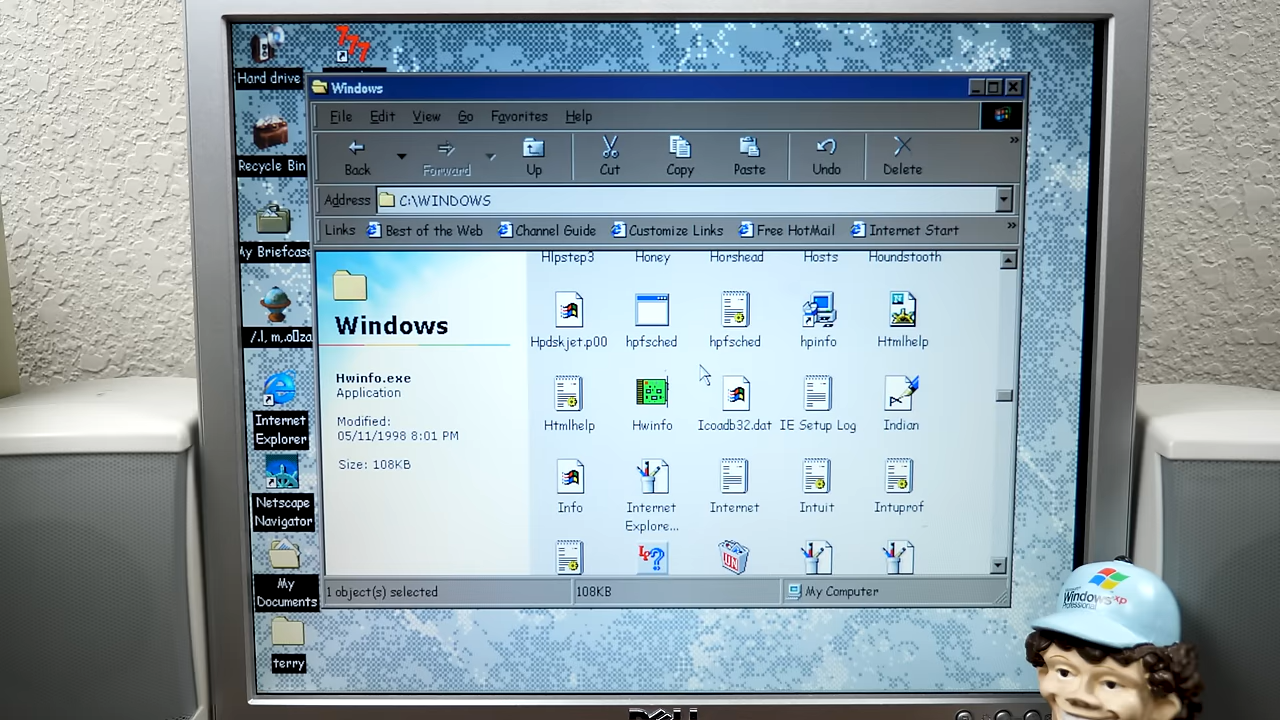 Hard drive
777
Recycle Bin
My Briefcase
Internet
Explorer
Netscape
Navigator
My
Documents
terry
Windows
File Edit View Go Favorites Help
Back Forward Up Cut Copy Paste Undo Delete
Address C:\WINDOWS
Links Best of the Web Channel Guide Customize Links Free HotMail Internet Start
Windows
Hwinfo.exe
Application
Modified:
05/11/1998 8:01 PM
Size: 108KB
Hlpstep3 Honey Horshead Hosts Houndstooth
Hpdskjet.p00 hpfsched hpfsched hpinfo Htmlhelp
Htmlhelp Hwinfo Icoadb32.dat IE Setup Log Indian
Info Internet Explore... Internet Intuit Intuprof
UN
1 object(s) selected 108KB My Computer
Windows xp
Professional
DELL